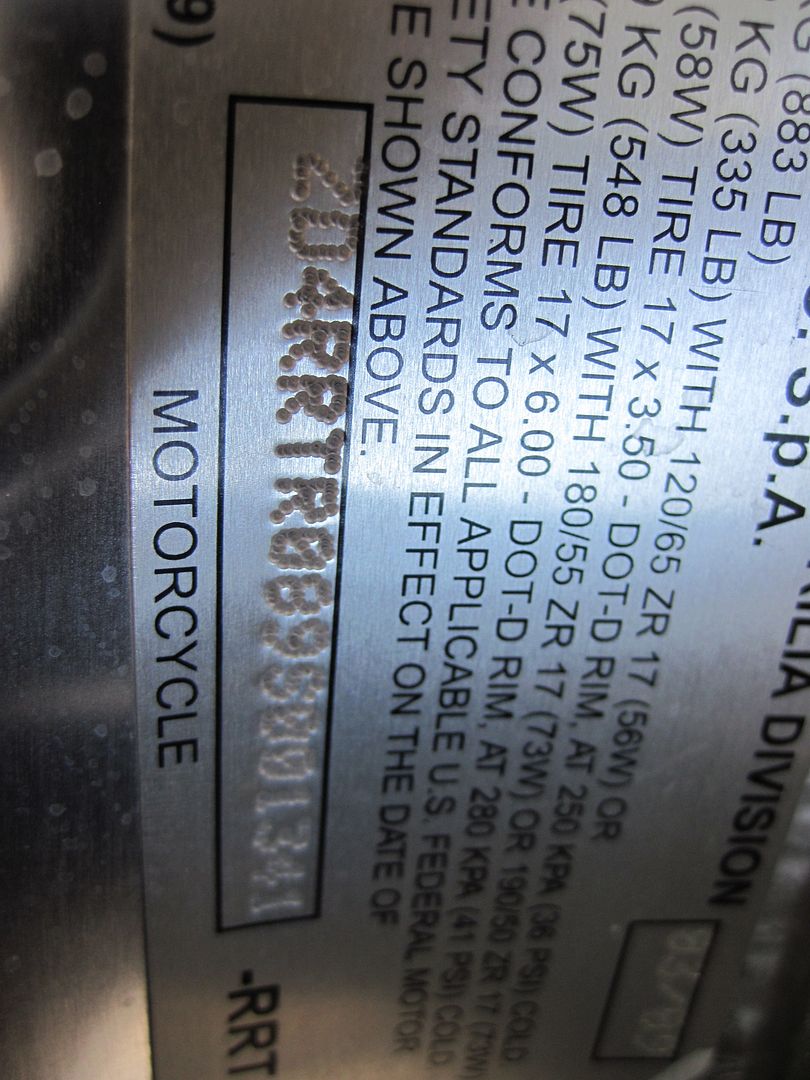 S.p.A.
RILIA DIVISION
G (883 LB)
KG (335 LB) WITH 120/65 ZR 17 (56W) OR
(58W) TIRE 17 x 3.50 - DOT-D RIM, AT 250 KPA (36 PSI) COLD
KG (548 LB) WITH 180/55 ZR 17 (73W) OR 190/50 ZR 17 (73W)
(75W) TIRE 17 x 6.00 - DOT-D RIM, AT 280 KPA (41 PSI) COLD
E CONFORMS TO ALL APPLICABLE U.S. FEDERAL MOTOR
ETY STANDARDS IN EFFECT ON THE DATE OF
E SHOWN ABOVE.
ZD4RRTR089S001341
-RRT
9)
MOTORCYCLE